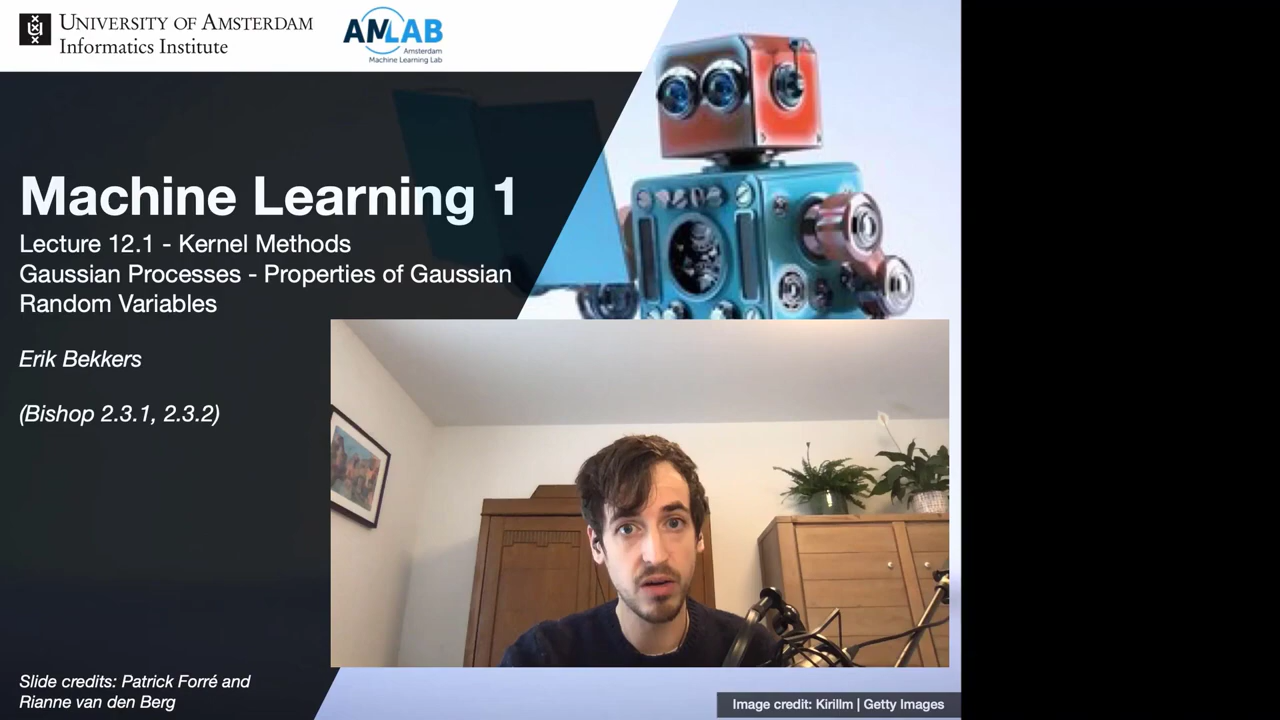 UNIVERSITY OF AMSTERDAM
Informatics Institute
AMLAB
Amsterdam
Machine Learning Lab
Machine Learning 1
Lecture 12.1 - Kernel Methods
Gaussian Processes - Properties of Gaussian
Random Variables
Erik Bekkers
(Bishop 2.3.1, 2.3.2)
Slide credits: Patrick Forré and
Rianne van den Berg
Image credit: Kirillm | Getty Images